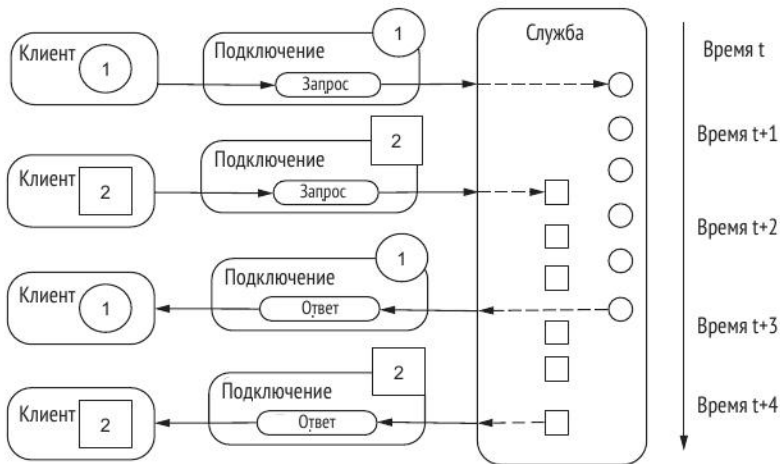 Служба
Время t
Клиент
1
Подключение
1
Запрос
Время t+1
Клиент
2
Подключение
2
Запрос
Время t+2
Клиент
1
Подключение
1
Ответ
Время t+3
Клиент
2
Подключение
2
Ответ
Время t+4